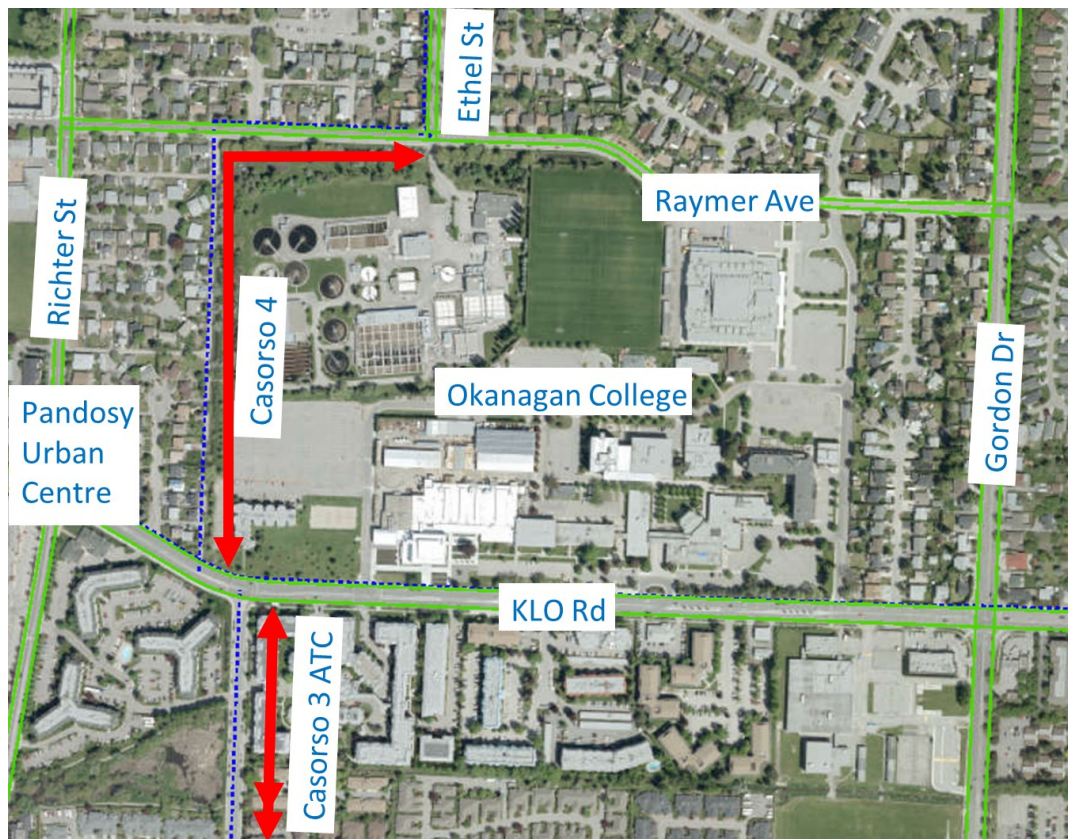 Ethel St
Raymer Ave
Richter St
Casorso 4
Okanagan College
Gordon Dr
Pandosy
Urban
Centre
KLO Rd
Casorso 3 ATC